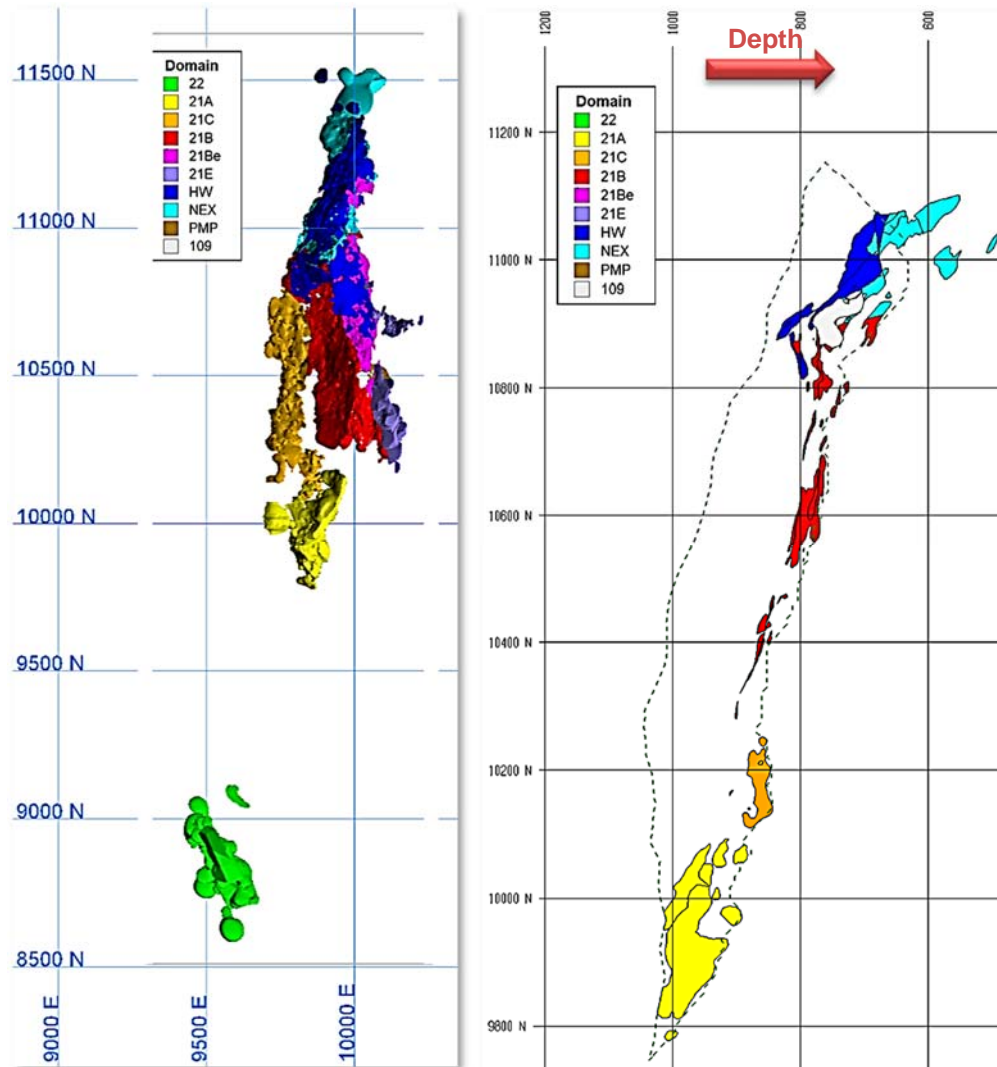 11500 N
11000 N
10500 N
10000 N
9500 N
9000 N
8500 N
9000 E
9500 E
10000 E
Domain
22
21A
21C
21B
21Be
21E
HW
NEX
PMP
109
1200
1000
800
600
Depth
Domain
22
21A
21C
21B
21Be
21E
HW
NEX
PMP
109
11200 N
11000 N
10800 N
10600 N
10400 N
10200 N
10000 N
9800 N